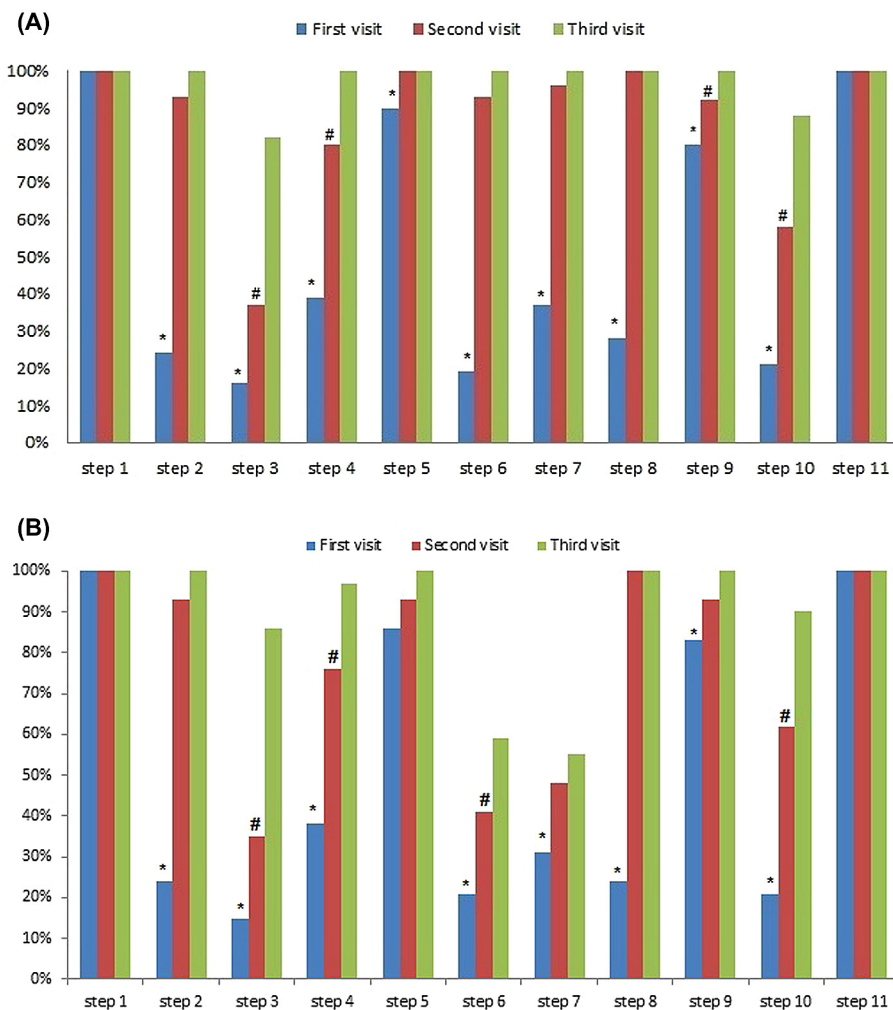 (A)
First visit Second visit Third visit
100%
90%
80%
70%
60%
50%
40%
30%
20%
10%
0%
* * * * * * * * *
# # # #
step 1 step 2 step 3 step 4 step 5 step 6 step 7 step 8 step 9 step 10 step 11
(B)
First visit Second visit Third visit
100%
90%
80%
70%
60%
50%
40%
30%
20%
10%
0%
* * * * * * * *
# # # #
step 1 step 2 step 3 step 4 step 5 step 6 step 7 step 8 step 9 step 10 step 11